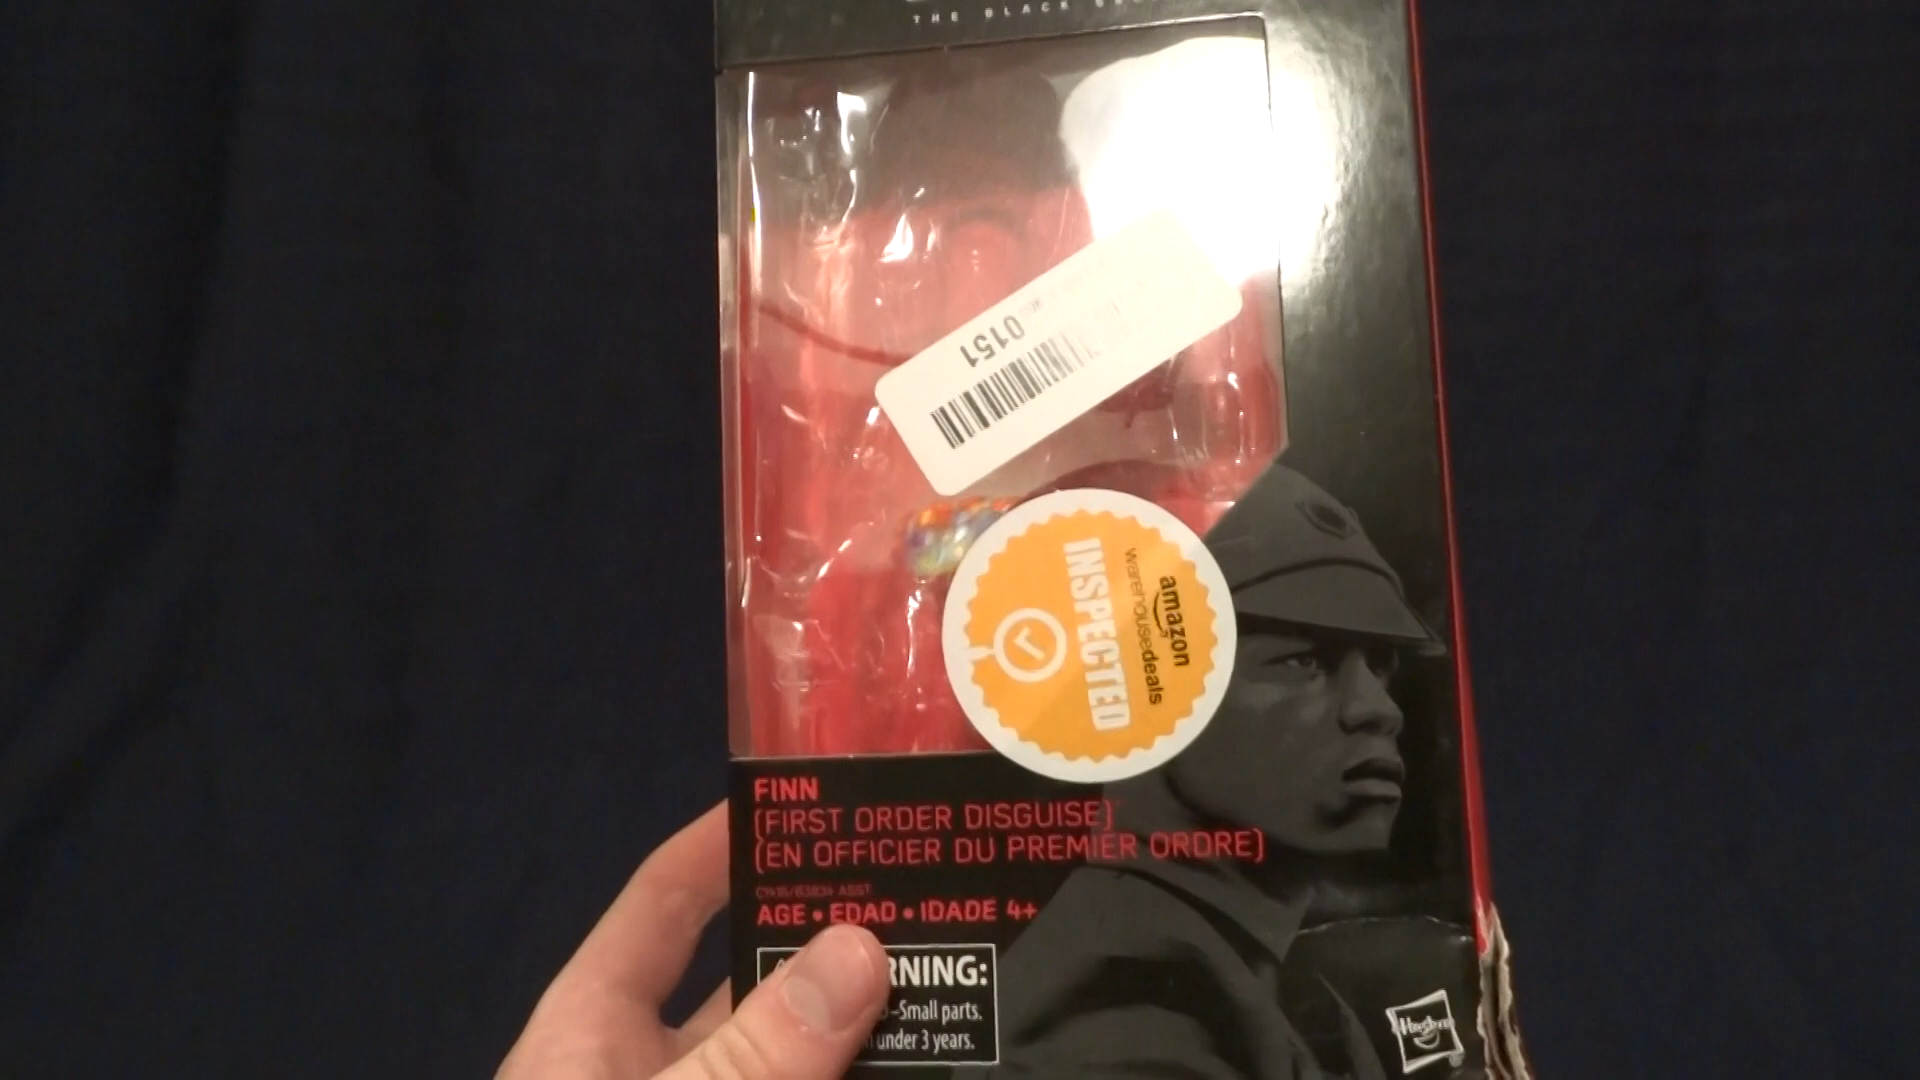 THE BLACK
0151
amazon
warehousedeals
INSPECTED
FINN
(FIRST ORDER DISGUISE)
(EN OFFICIER DU PREMIER ORDRE)
AGE • EDAD • IDADE 4+
RNING:
–Small parts.
under 3 years.
Hasbro